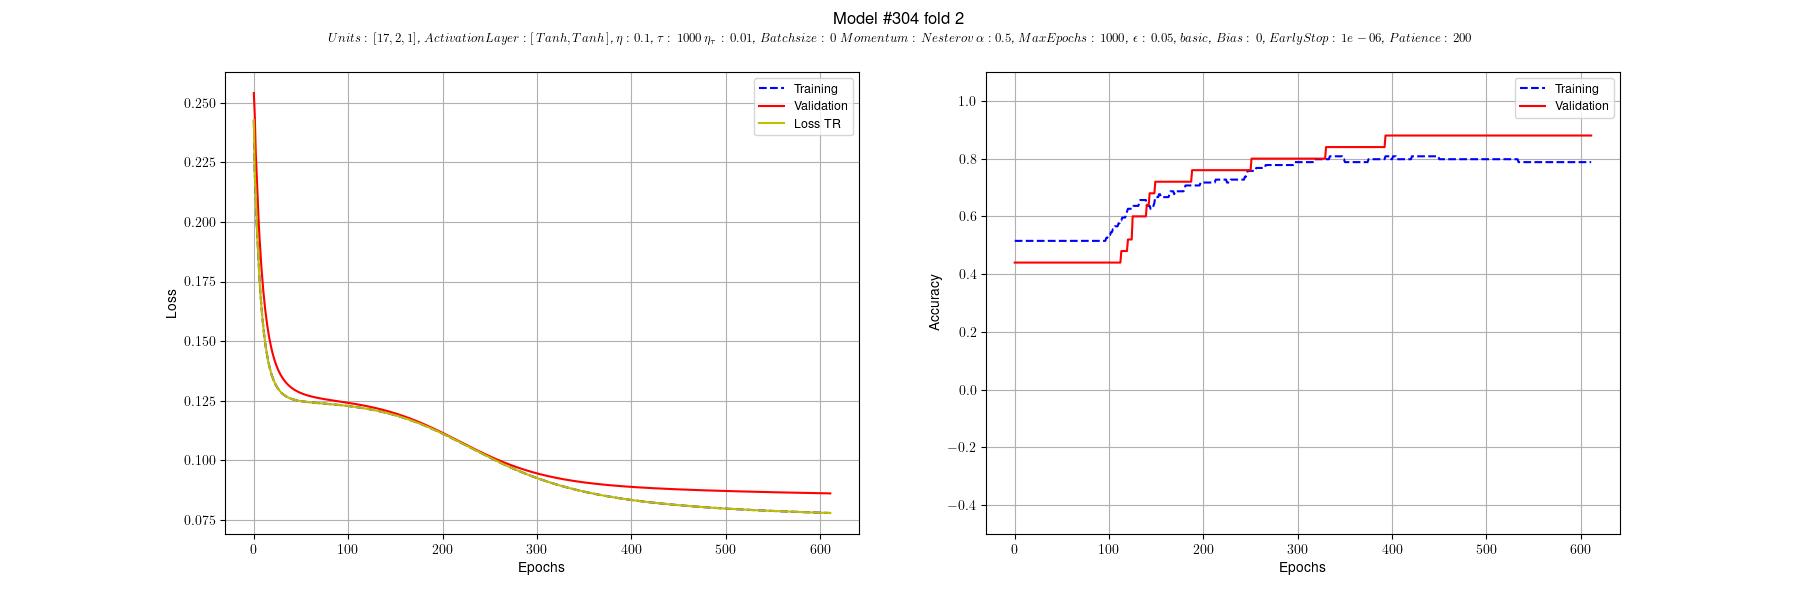 Model #304 fold 2
Units : [17, 2, 1], ActivationLayer : [Tanh, Tanh], η : 0.1, τ : 1000 η_τ : 0.01, Batchsize : 0 Momentum : Nesterov α : 0.5, MaxEpochs : 1000, ϵ : 0.05, basic, Bias : 0, EarlyStop : 1e − 06, Patience : 200
Training
Validation
Loss TR
0.250
0.225
0.200
0.175
0.150
0.125
0.100
0.075
Loss
0 100 200 300 400 500 600
Epochs
Training
Validation
1.0
0.8
0.6
0.4
0.2
0.0
−0.2
−0.4
Accuracy
0 100 200 300 400 500 600
Epochs